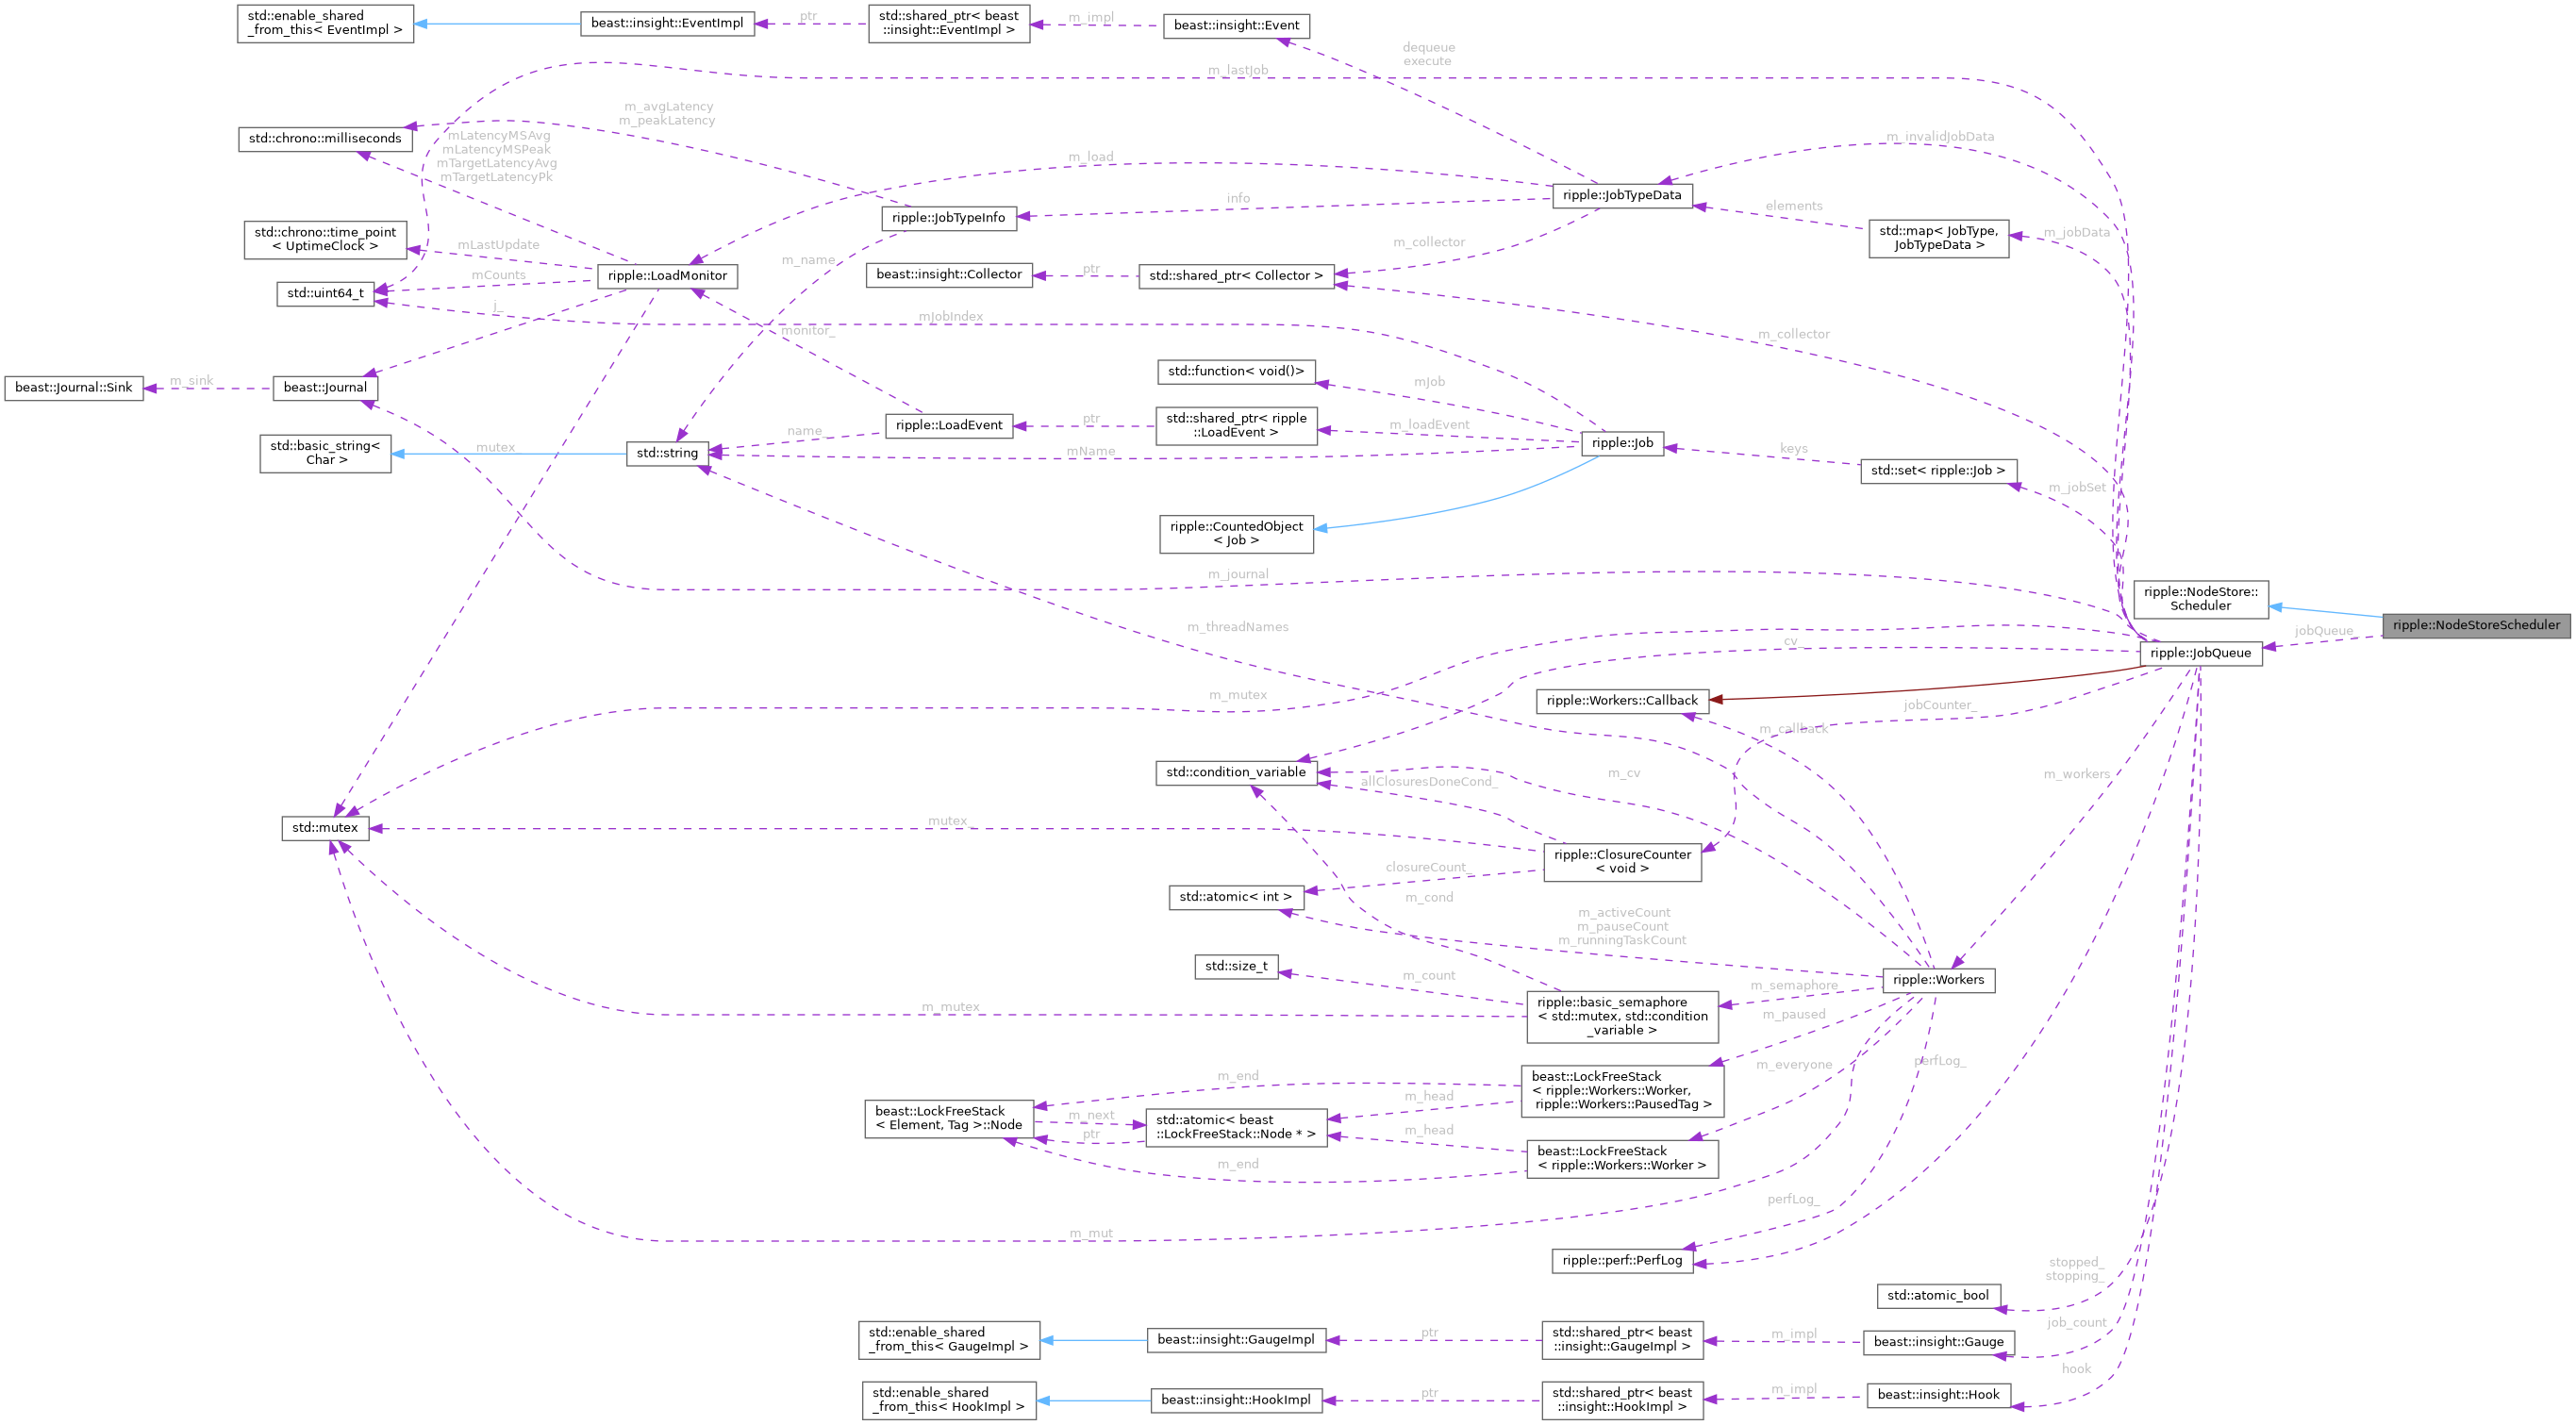 std::enable_shared
_from_this< EventImpl >
beast::insight::EventImpl
ptr
std::shared_ptr< beast
::insight::EventImpl >
m_impl
beast::insight::Event
dequeue
execute
m_lastJob
m_avgLatency
m_peakLatency
std::chrono::milliseconds
mLatencyMSAvg
mLatencyMSPeak
mTargetLatencyAvg
mTargetLatencyPk
m_load
m_invalidJobData
ripple::JobTypeData
info
elements
ripple::JobTypeInfo
std::map< JobType,
JobTypeData >
m_jobData
std::chrono::time_point
< UptimeClock >
mLastUpdate
m_name
m_collector
ripple::LoadMonitor
mCounts
beast::insight::Collector
ptr
std::shared_ptr< Collector >
std::uint64_t
j_
mJobIndex
monitor_
m_collector
std::function< void()>
mJob
beast::Journal::Sink
m_sink
beast::Journal
ripple::LoadEvent
ptr
std::shared_ptr< ripple
::LoadEvent >
m_loadEvent
name_
ripple::Job
keys
std::basic_string<
Char >
mutex_
std::string
mName
std::set< ripple::Job >
m_jobSet
ripple::CountedObject
< Job >
m_journal
ripple::NodeStore::
Scheduler
m_threadNames
ripple::NodeStoreScheduler
jobQueue_
cv_
ripple::JobQueue
m_mutex
ripple::Workers::Callback
jobCounter_
m_callback
std::condition_variable
m_cv
allClosuresDoneCond_
m_workers
std::mutex
mutex_
ripple::ClosureCounter
< void >
closureCount_
std::atomic< int >
m_cond
m_activeCount
m_pauseCount
m_runningTaskCount
std::size_t
m_count
ripple::Workers
m_semaphore
ripple::basic_semaphore
< std::mutex, std::condition
_variable >
m_mutex
m_paused
m_everyone
perfLog_
m_end
beast::LockFreeStack
< ripple::Workers::Worker,
ripple::Workers::PausedTag >
m_head
beast::LockFreeStack
< Element, Tag >::Node
m_next
ptr
std::atomic< beast
::LockFreeStack::Node * >
m_head
m_end
beast::LockFreeStack
< ripple::Workers::Worker >
perfLog_
m_mut
ripple::perf::PerfLog
stopped_
stopping_
std::atomic_bool
job_count
std::enable_shared
_from_this< GaugeImpl >
beast::insight::GaugeImpl
ptr
std::shared_ptr< beast
::insight::GaugeImpl >
m_impl
beast::insight::Gauge
hook
std::enable_shared
_from_this< HookImpl >
beast::insight::HookImpl
ptr
std::shared_ptr< beast
::insight::HookImpl >
m_impl
beast::insight::Hook